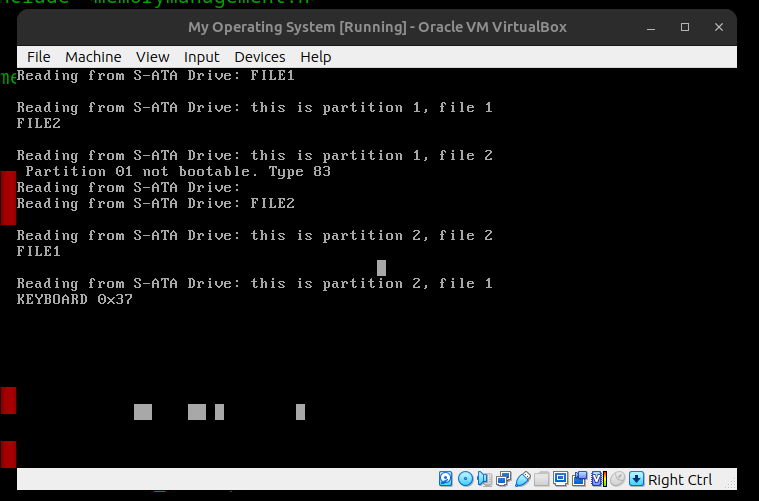 My Operating System [Running] - Oracle VM VirtualBox
File Machine View Input Devices Help
Reading from S-ATA Drive: FILE1
Reading from S-ATA Drive: this is partition 1, file 1
FILE2
Reading from S-ATA Drive: this is partition 1, file 2
Partition 01 not bootable. Type 83
Reading from S-ATA Drive:
Reading from S-ATA Drive: FILE2
Reading from S-ATA Drive: this is partition 2, file 2
FILE1
Reading from S-ATA Drive: this is partition 2, file 1
KEYBOARD 0x37
Right Ctrl